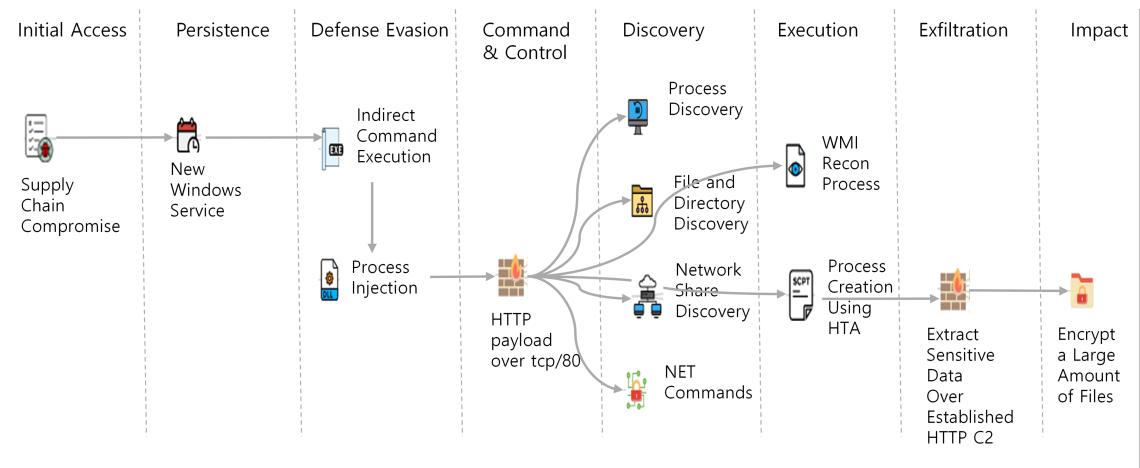 Initial Access
Persistence
Defense Evasion
Command
& Control
Discovery
Execution
Exfiltration
Impact
Supply
Chain
Compromise
New
Windows
Service
Indirect
Command
Execution
EXE
Process
Injection
DLL
HTTP
payload
over tcp/80
Process
Discovery
File and
Directory
Discovery
Network
Share
Discovery
NET
Commands
WMI
Recon
Process
SCPT
Process
Creation
Using
HTA
Extract
Sensitive
Data
Over
Established
HTTP C2
Encrypt
a Large
Amount
of Files